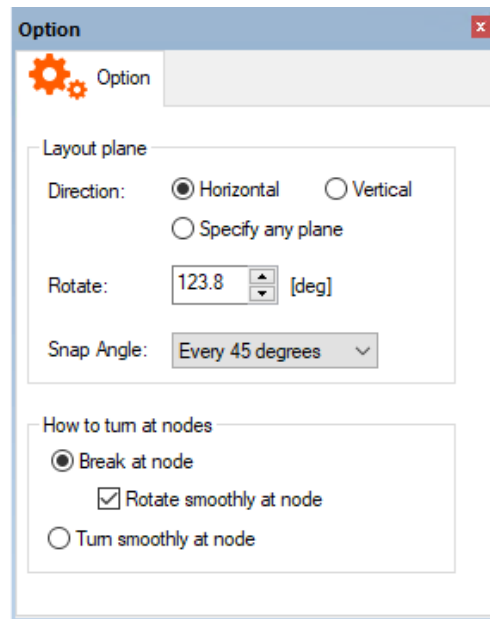 Option
Option
Layout plane
Direction: Horizontal Vertical
Specify any plane
Rotate: 123.8 [deg]
Snap Angle: Every 45 degrees
How to turn at nodes
Break at node
Rotate smoothly at node
Turn smoothly at node